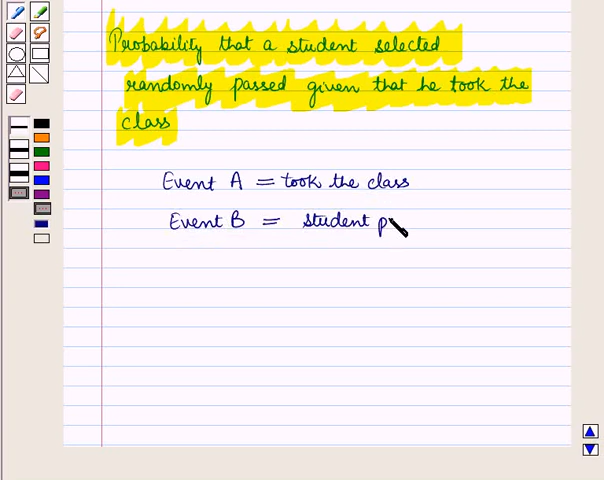 Probability that a student selected
randomly passed given that he took the
class
Event A = took the class
Event B = student p